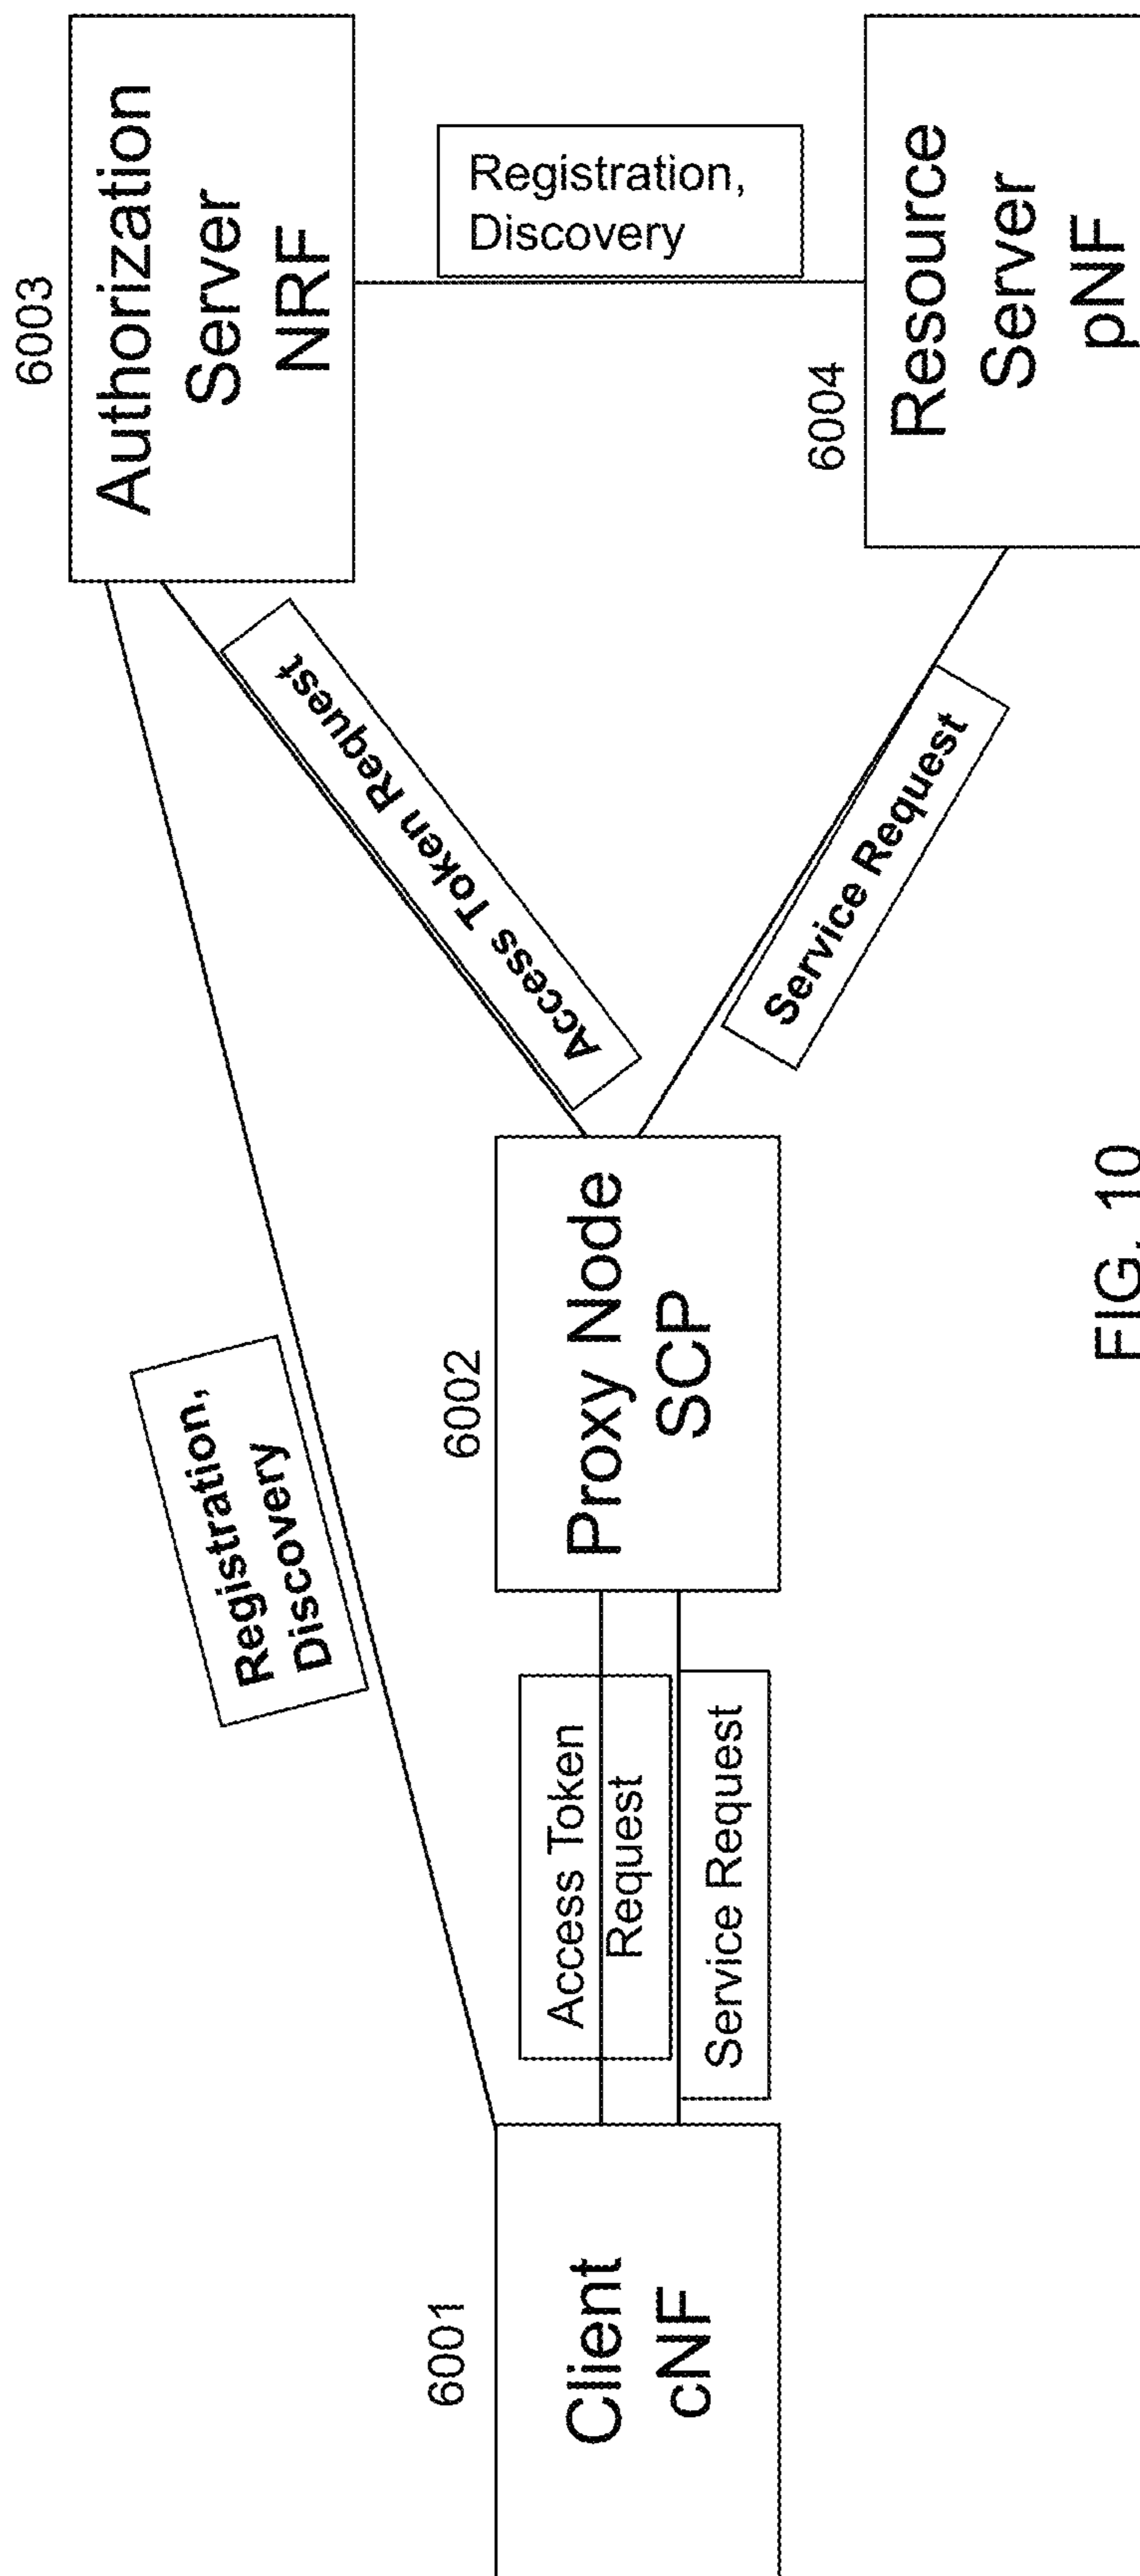 6001
Client
cNF
Registration,
Discovery
Access Token
Request
Service Request
6002
Proxy Node
SCP
Access Token Request
Service Request
6003
Authorization
Server
NRF
Registration,
Discovery
6004
Resource
Server
pNF
FIG. 10